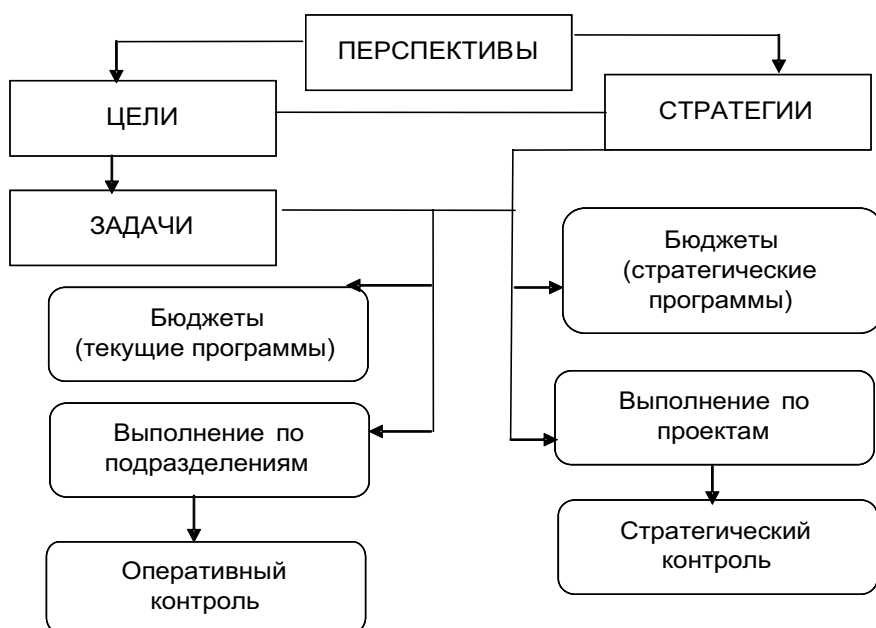 ПЕРСПЕКТИВЫ
ЦЕЛИ
СТРАТЕГИИ
ЗАДАЧИ
Бюджеты
(стратегические
программы)
Бюджеты
(текущие программы)
Выполнение по
проектам
Выполнение по
подразделениям
Стратегический
контроль
Оперативный
контроль